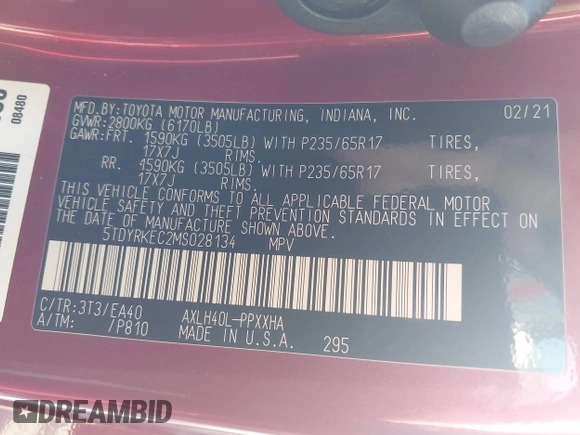 08480
MFD.BY:TOYOTA MOTOR MANUFACTURING, INDIANA, INC. 02/21
GVWR:2800KG (6170LB)
GAWR:FRT. 1590KG (3505LB) WITH P235/65R17 TIRES,
17X7J RIMS.
RR. 1590KG (3505LB) WITH P235/65R17 TIRES,
17X7J RIMS.
THIS VEHICLE CONFORMS TO ALL APPLICABLE FEDERAL MOTOR
VEHICLE SAFETY AND THEFT PREVENTION STANDARDS IN EFFECT ON
THE DATE OF MANUFACTURE SHOWN ABOVE.
5TDYRKEC2MS028134 MPV
C/TR:3T3/EA40 AXLH40L-PPXXHA
A/TM: /P810 MADE IN U.S.A. 295
DREAMBID